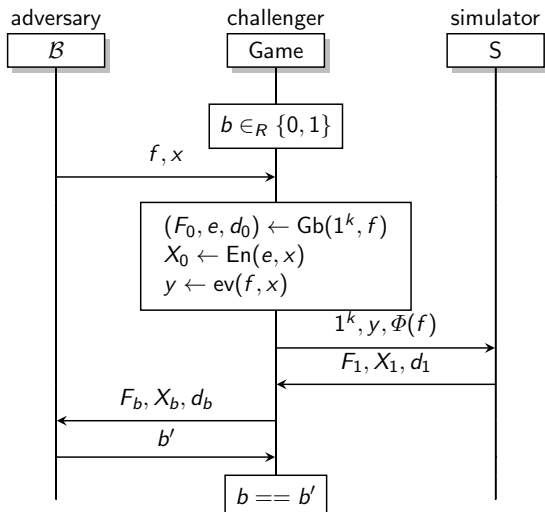 adversary challenger simulator
ℬ Game S
b ∈_R {0, 1}
f, x
(F_0, e, d_0) ← Gb(1^k, f)
X_0 ← En(e, x)
y ← ev(f, x)
1^k, y, Φ(f)
F_1, X_1, d_1
F_b, X_b, d_b
b′
b == b′